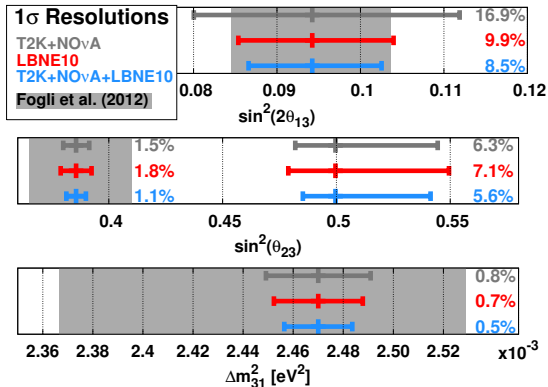 1σ Resolutions
T2K+NOνA
LBNE10
T2K+NOνA+LBNE10
Fogli et al. (2012)
16.9%
9.9%
8.5%
0.08 0.09 0.1 0.11 0.12
sin²(2θ₁₃)
1.5% 6.3%
1.8% 7.1%
1.1% 5.6%
0.4 0.45 0.5 0.55
sin²(θ₂₃)
0.8%
0.7%
0.5%
2.36 2.38 2.4 2.42 2.44 2.46 2.48 2.50 2.52 x10⁻³
Δm²₃₁ [eV²]